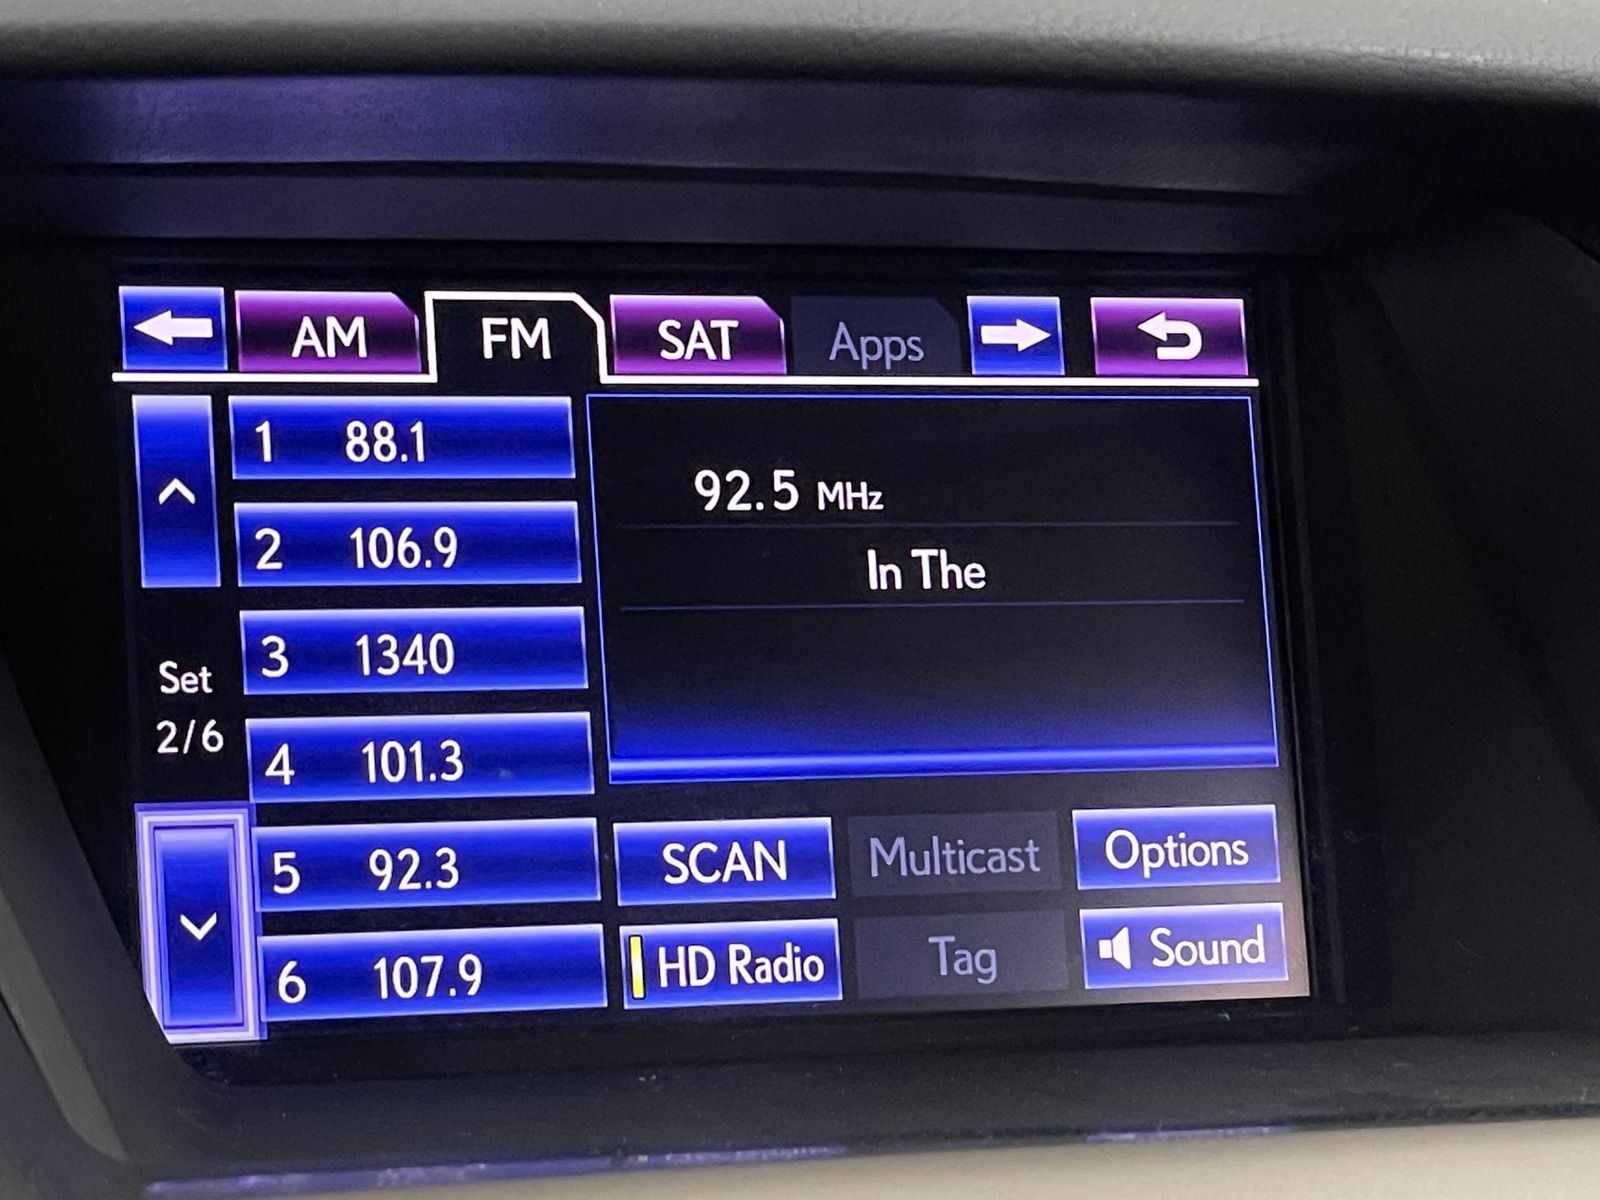 AM FM SAT Apps
1 88.1
2 106.9
3 1340
4 101.3
5 92.3
6 107.9
Set
2/6
92.5 MHz
In The
SCAN Multicast Options
HD Radio Tag Sound